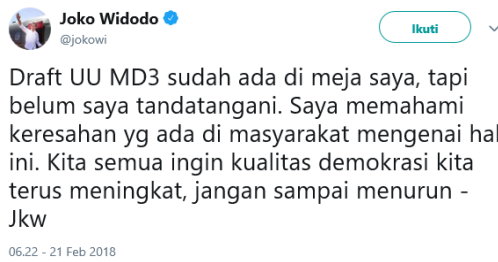 Joko Widodo
@jokowi
Ikuti
Draft UU MD3 sudah ada di meja saya, tapi
belum saya tandatangani. Saya memahami
keresahan yg ada di masyarakat mengenai hal
ini. Kita semua ingin kualitas demokrasi kita
terus meningkat, jangan sampai menurun -
Jkw
06.22 - 21 Feb 2018